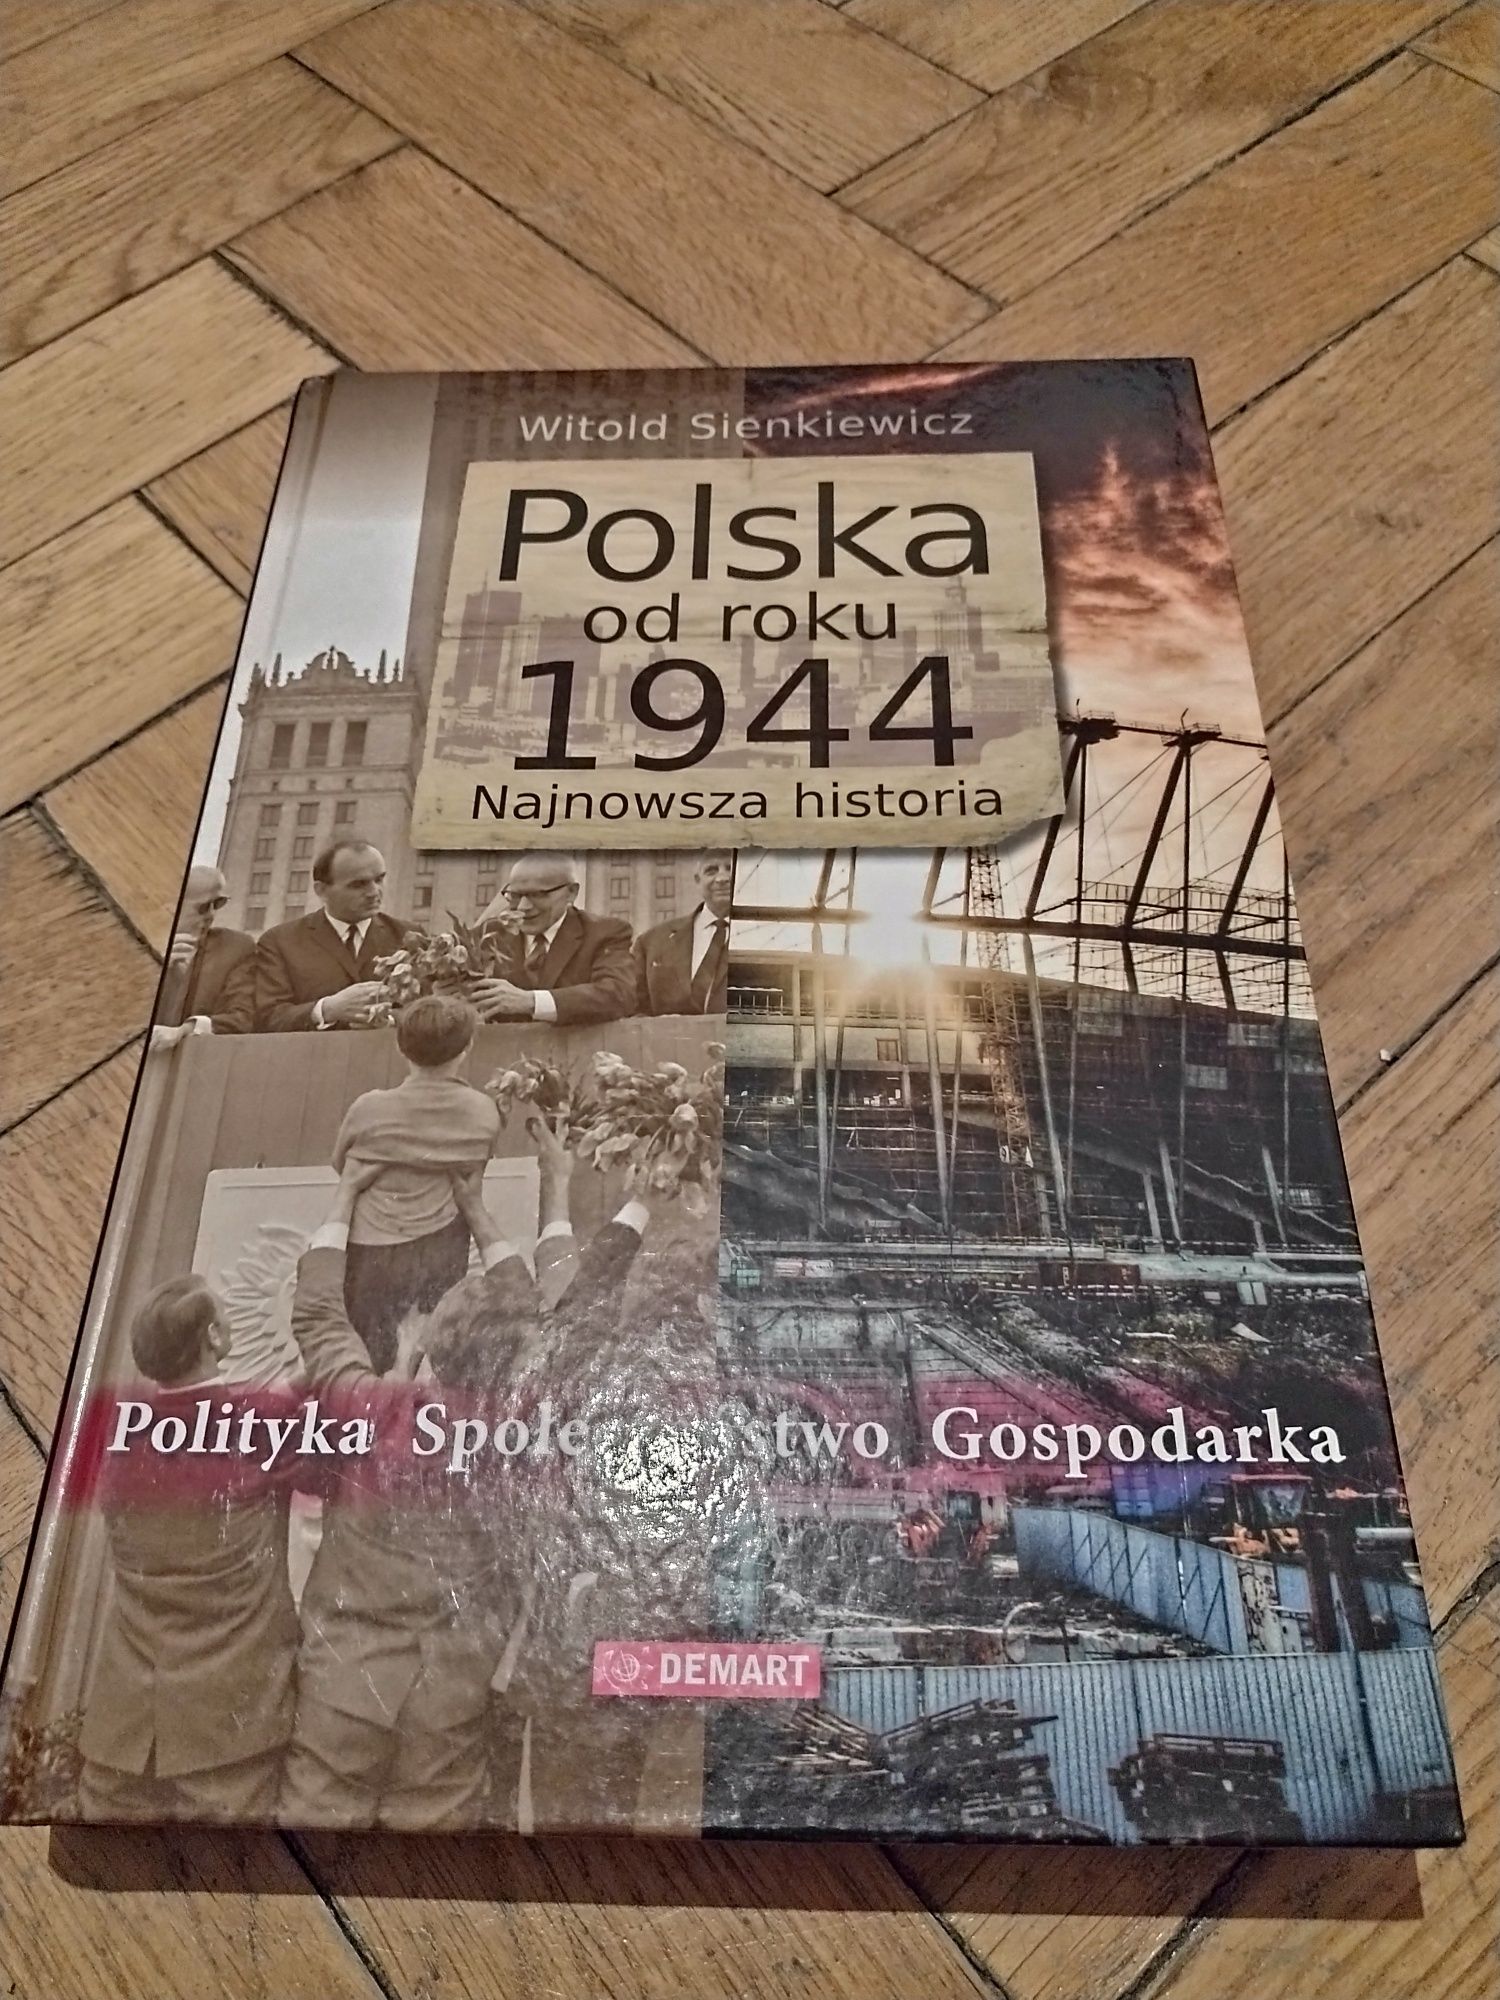 Witold Sienkiewicz
Polska
od roku
1944
Najnowsza historia
Polityka Gospodarka
DEMART